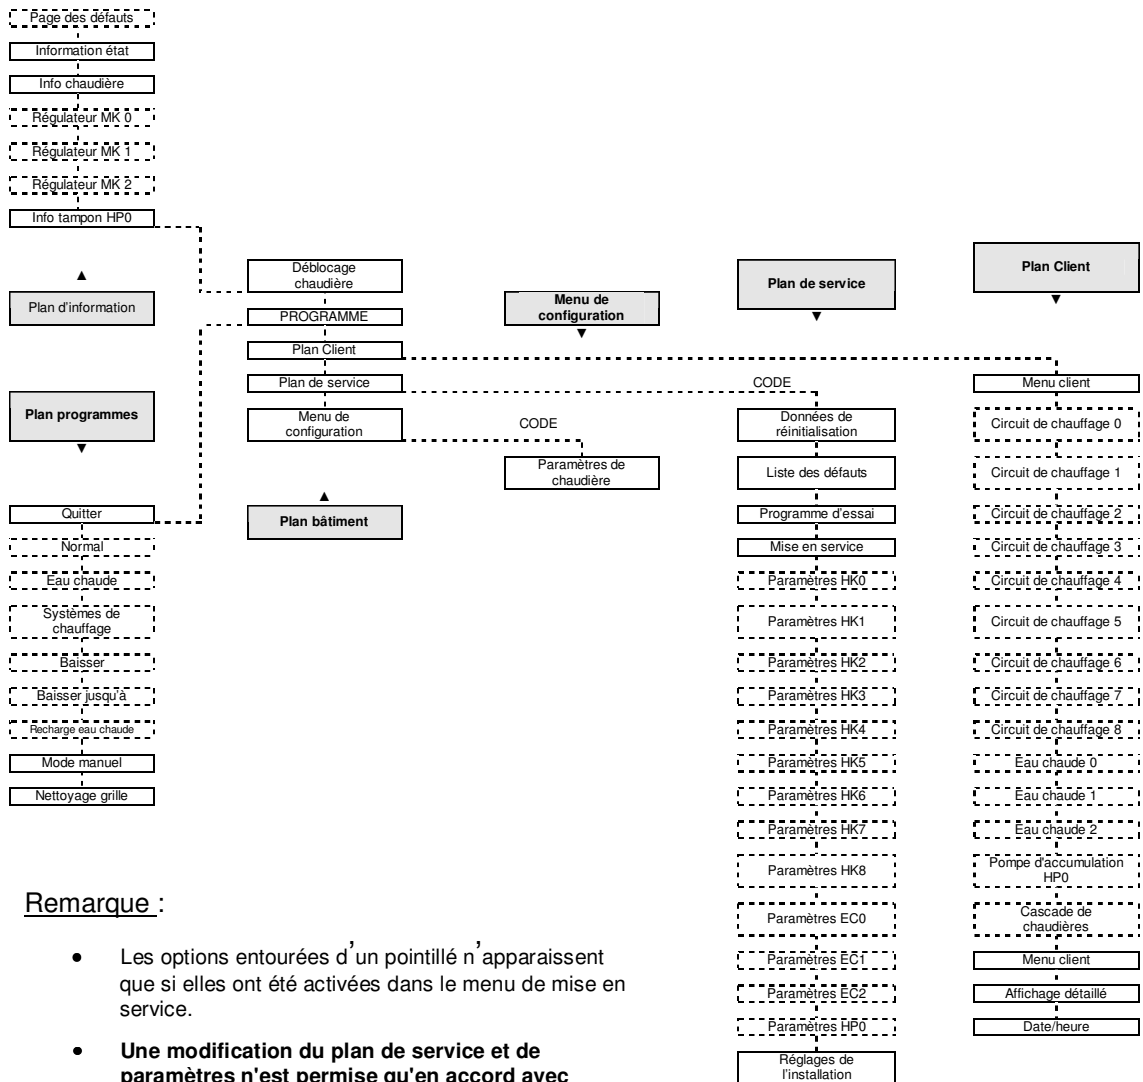 Page des défauts
Information état
Info chaudière
Régulateur MK 0
Régulateur MK 1
Régulateur MK 2
Info tampon HP0
▲
Plan d'information
Plan programmes
▼
Quitter
Normal
Eau chaude
Systèmes de
chauffage
Baisser
Baisser jusqu'à
Recharge eau chaude
Mode manuel
Nettoyage grille
Déblocage
chaudière
PROGRAMME
Plan Client
Plan de service
Menu de
configuration
▲
Plan bâtiment
Menu de
configuration
▼
CODE
Paramètres de
chaudière
Plan de service
▼
CODE
Données de
réinitialisation
Liste des défauts
Programme d'essai
Mise en service
Paramètres HK0
Paramètres HK1
Paramètres HK2
Paramètres HK3
Paramètres HK4
Paramètres HK5
Paramètres HK6
Paramètres HK7
Paramètres HK8
Paramètres EC0
Paramètres EC1
Paramètres EC2
Paramètres HP0
Réglages de
l'installation
Plan Client
▼
Menu client
Circuit de chauffage 0
Circuit de chauffage 1
Circuit de chauffage 2
Circuit de chauffage 3
Circuit de chauffage 4
Circuit de chauffage 5
Circuit de chauffage 6
Circuit de chauffage 7
Circuit de chauffage 8
Eau chaude 0
Eau chaude 1
Eau chaude 2
Pompe d'accumulation
HP0
Cascade de
chaudières
Menu client
Affichage détaillé
Date/heure
Remarque :
• Les options entourées d'un pointillé n'apparaissent
que si elles ont été activées dans le menu de mise en
service.
• Une modification du plan de service et de
paramètres n'est permise qu'en accord avec